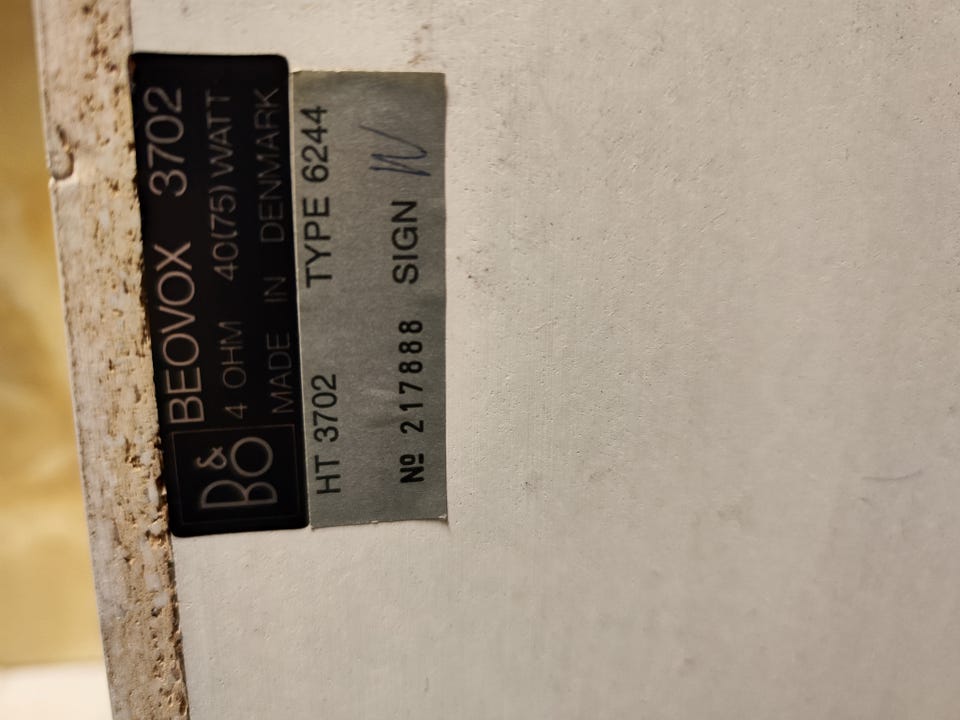 B&O
BEOVOX 3702
4 OHM 40(75) WATT
MADE IN DENMARK
HT 3702 TYPE 6244
Nº 217888 SIGN